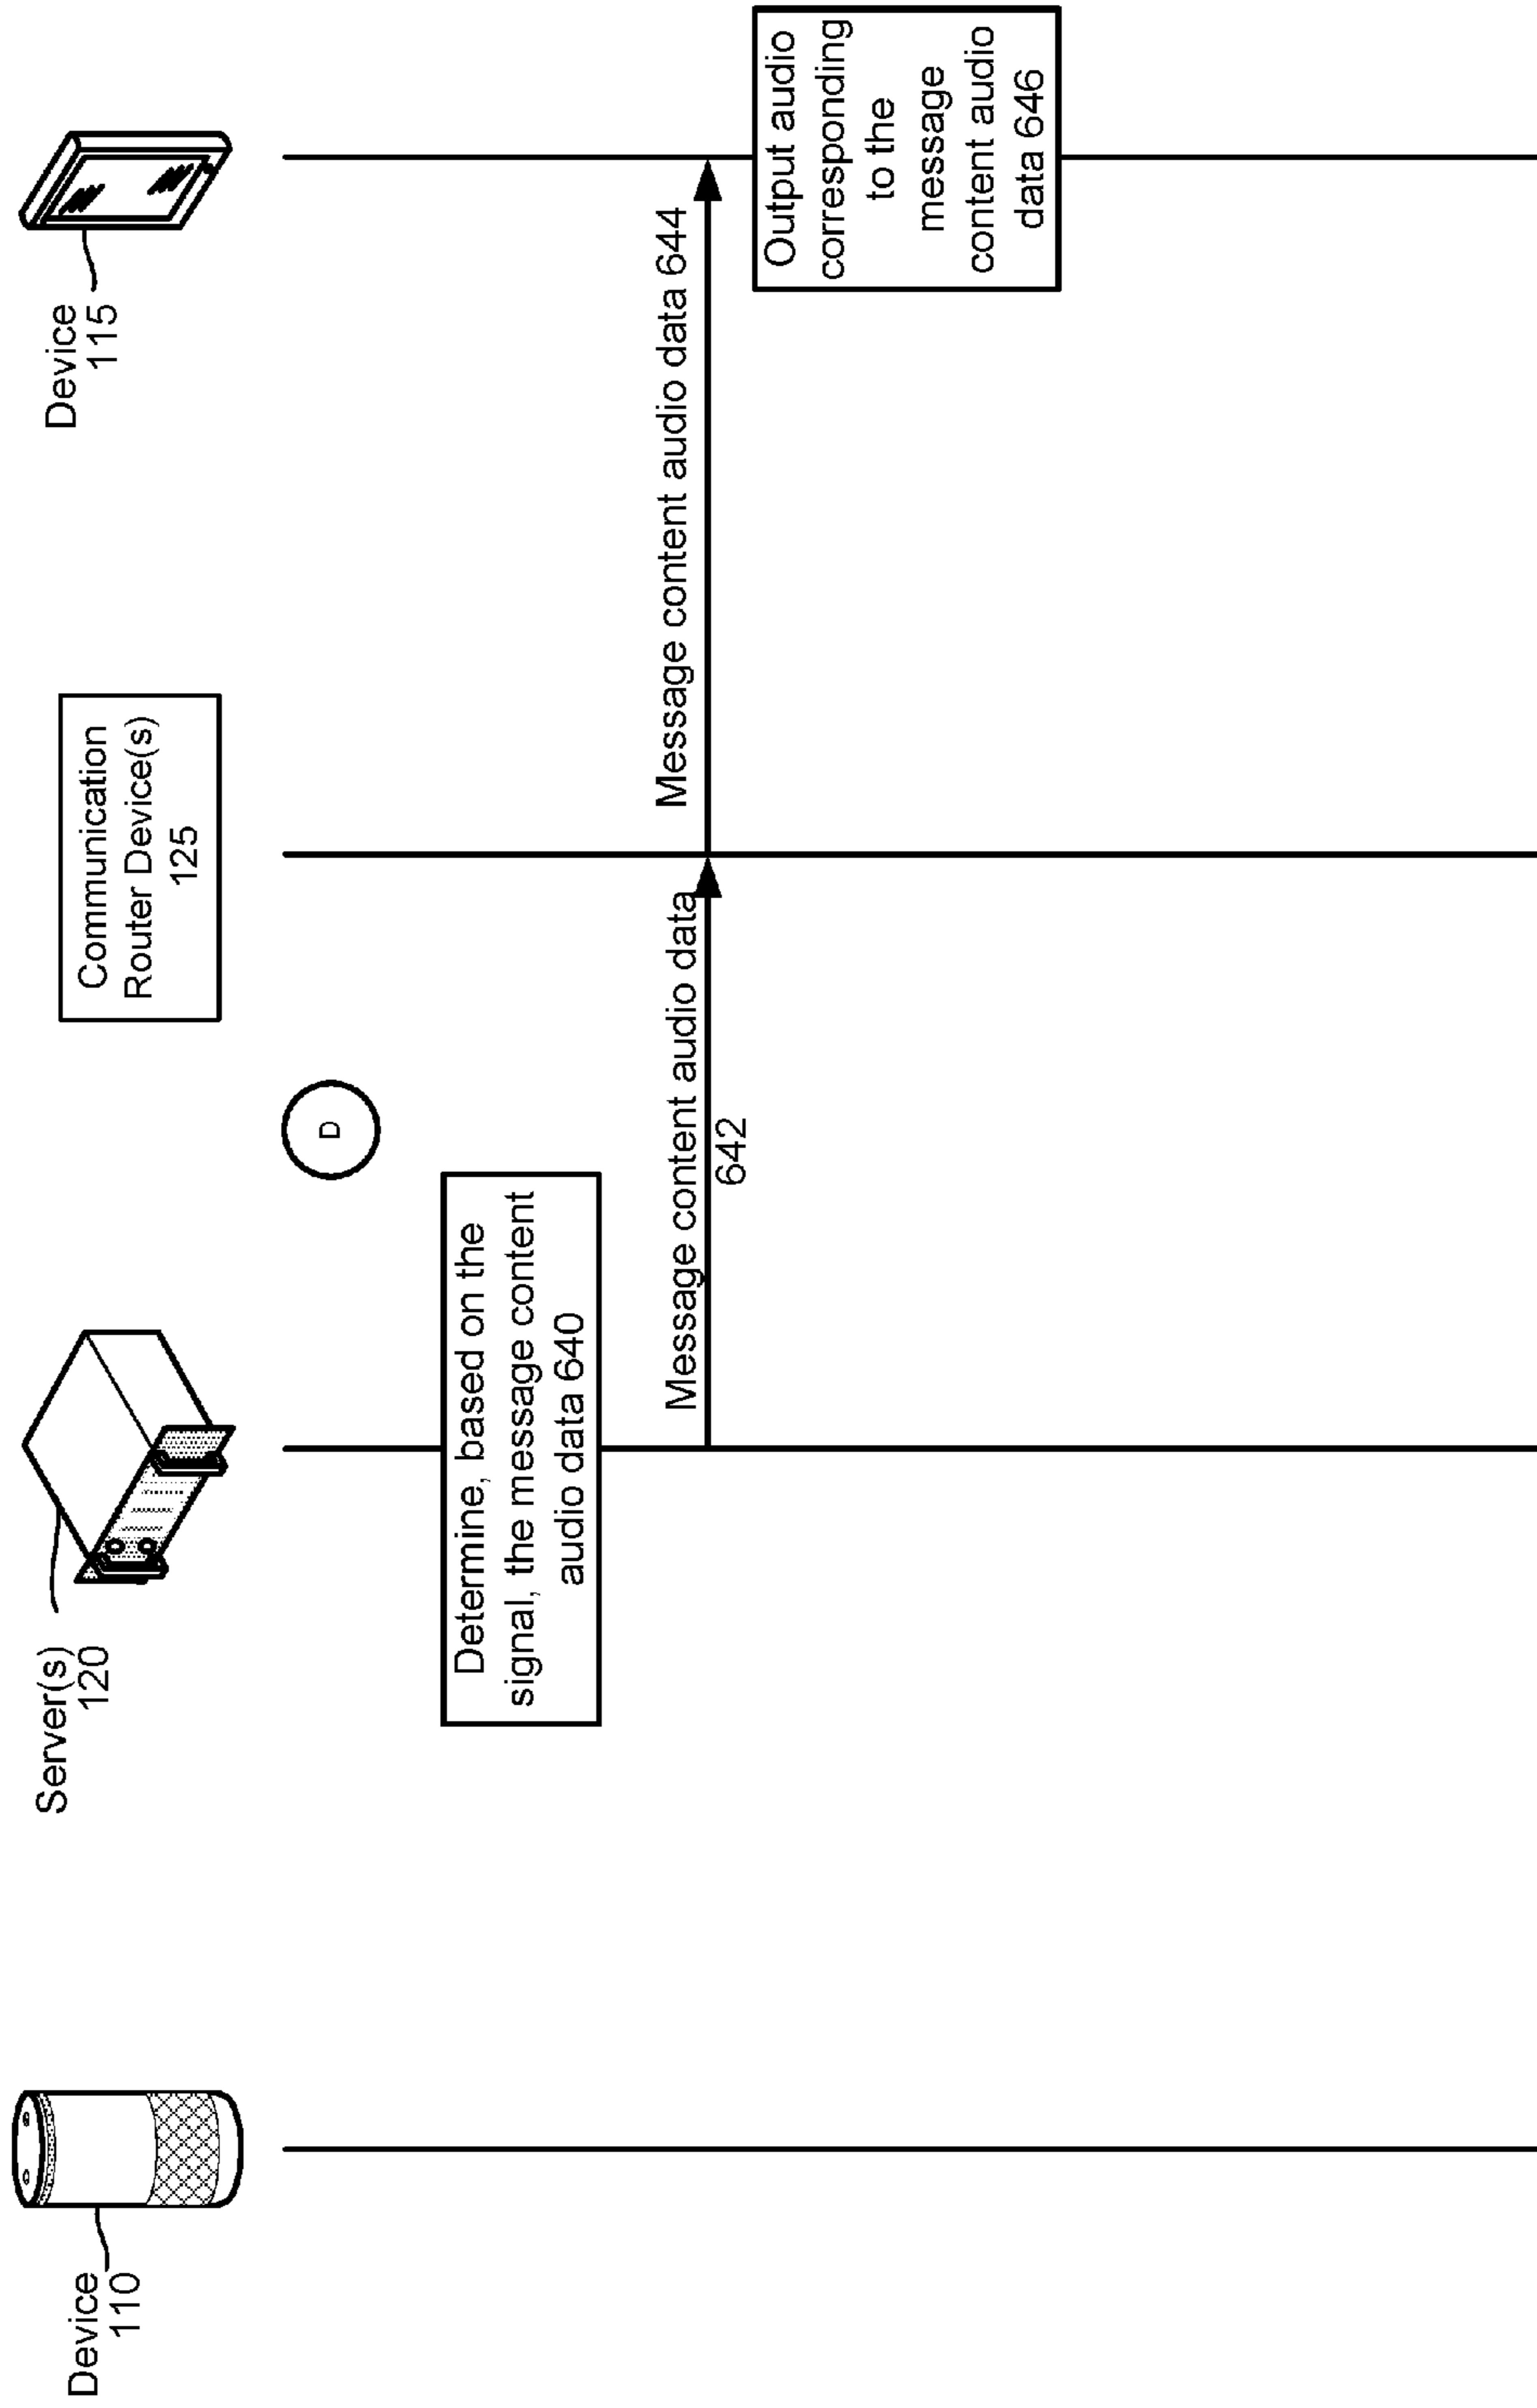 Device
110
Server(s)
120
Communication
Router Device(s)
125
Device
115
D
Determine, based on the
signal, the message content
audio data 640
Message content audio data
642
Message content audio data 644
Output audio
corresponding
to the
message
content audio
data 646